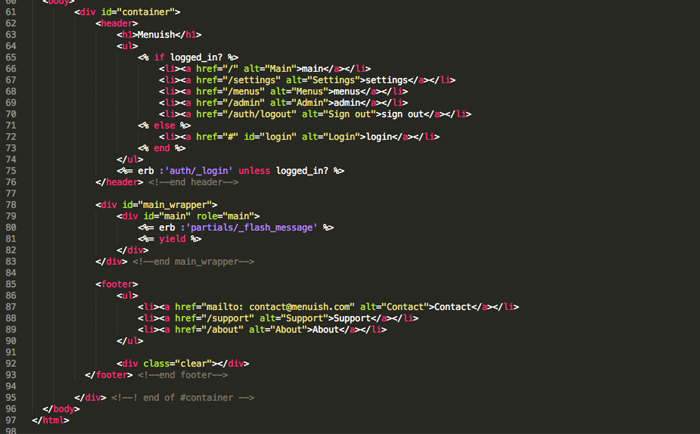 60 <body>
61 <div id="container">
62 <header>
63 <h1>Menuish</h1>
64 <ul>
65 <% if logged_in? %>
66 <li><a href="/" alt="Main">main</a></li>
67 <li><a href="/settings" alt="Settings">settings</a></li>
68 <li><a href="/menus" alt="Menus">menus</a></li>
69 <li><a href="/admin" alt="Admin">admin</a></li>
70 <li><a href="/auth/logout" alt="Sign out">sign out</a></li>
71 <% else %>
72 <li><a href="#" id="login" alt="Login">login</a></li>
73 <% end %>
74 </ul>
75 <%= erb :'auth/_login' unless logged_in? %>
76 </header> <!--end header-->
77
78 <div id="main_wrapper">
79 <div id="main" role="main">
80 <%= erb :'partials/_flash_message' %>
81 <%= yield %>
82 </div>
83 </div> <!--end main_wrapper-->
84
85 <footer>
86 <ul>
87 <li><a href="mailto: contact@menuish.com" alt="Contact">Contact</a></li>
88 <li><a href="/support" alt="Support">Support</a></li>
89 <li><a href="/about" alt="About">About</a></li>
90 </ul>
91
92 <div class="clear"></div>
93 </footer> <!--end footer-->
94
95 </div> <!--! end of #container -->
96 </body>
97 </html>
98